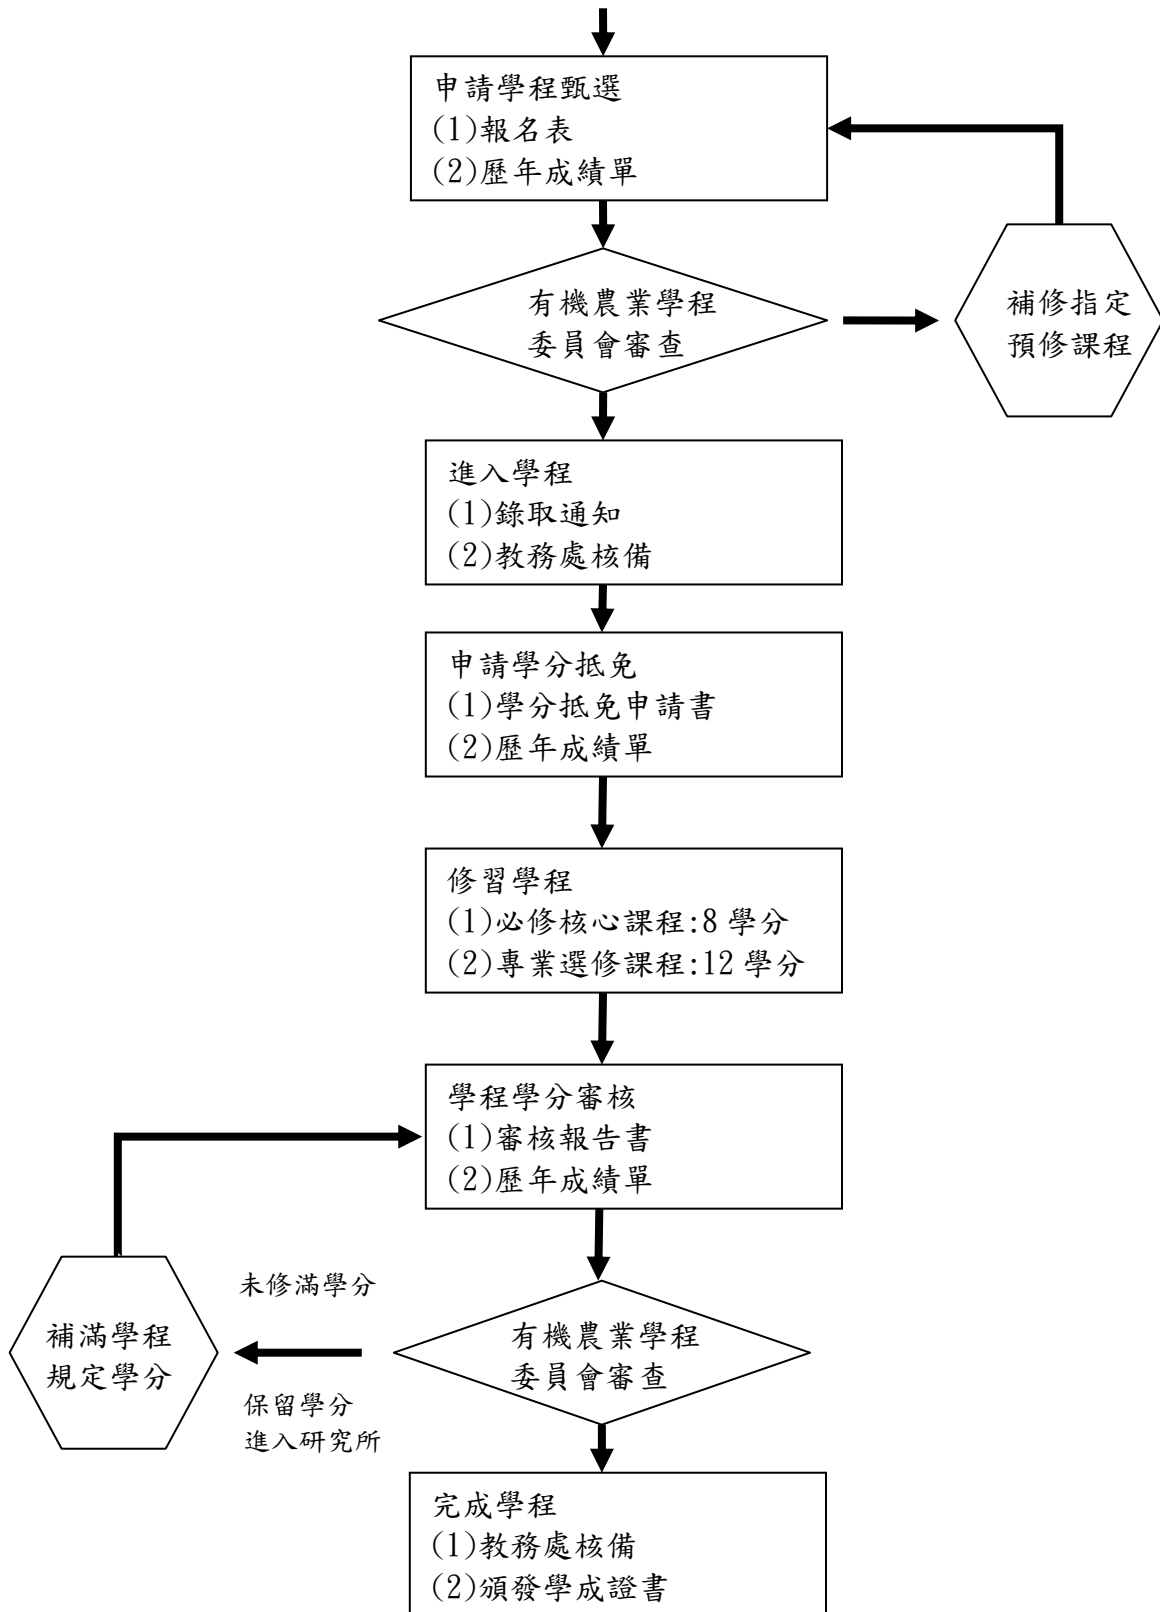 申請學程甄選
(1)報名表
(2)歷年成績單
有機農業學程
委員會審查
補修指定
預修課程
進入學程
(1)錄取通知
(2)教務處核備
申請學分抵免
(1)學分抵免申請書
(2)歷年成績單
修習學程
(1)必修核心課程:8 學分
(2)專業選修課程:12 學分
學程學分審核
(1)審核報告書
(2)歷年成績單
未修滿學分
補滿學程
規定學分
有機農業學程
委員會審查
保留學分
進入研究所
完成學程
(1)教務處核備
(2)頒發學成證書